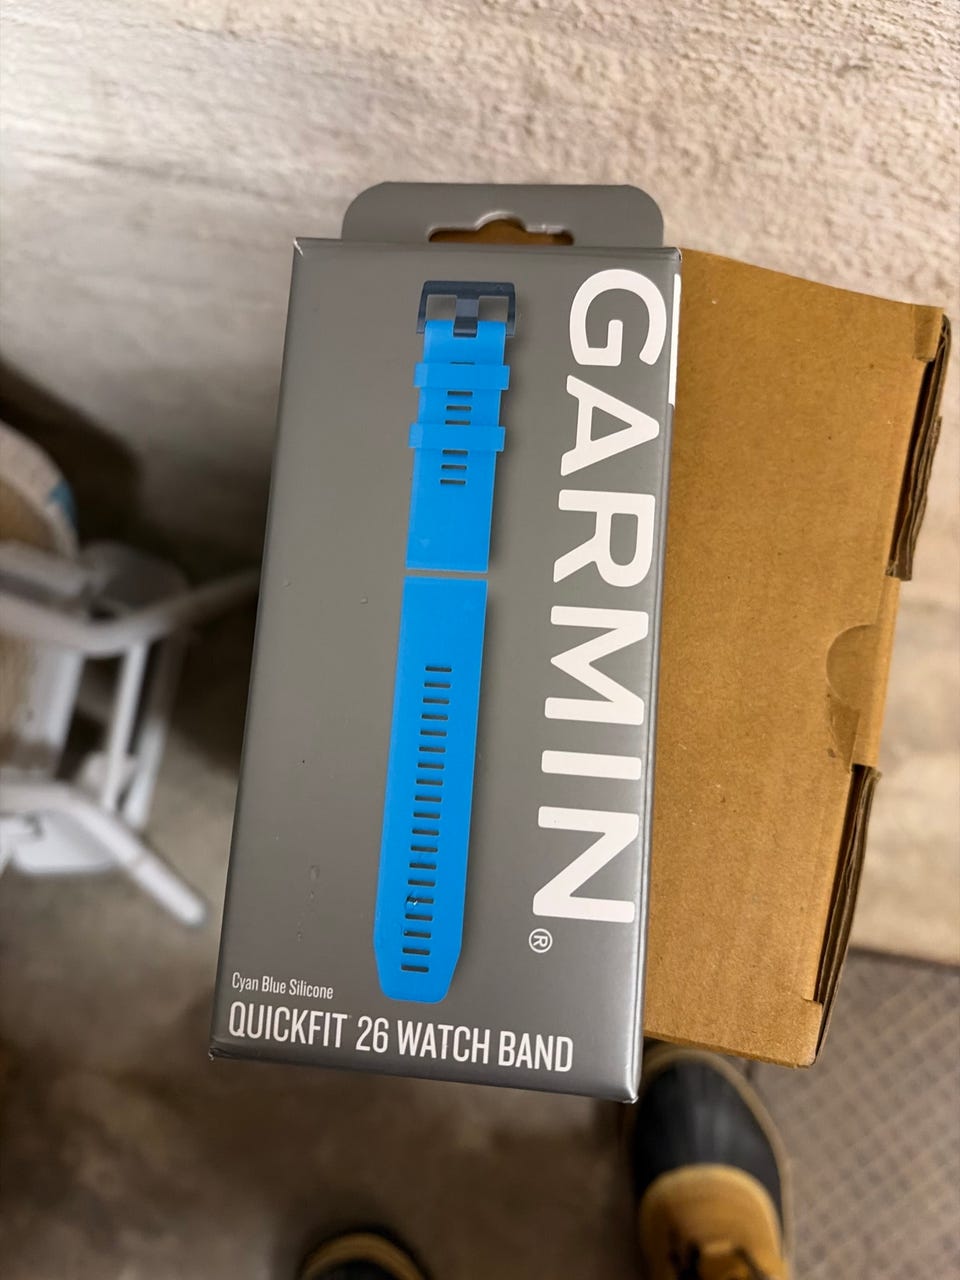 GARMIN®
Cyan Blue Silicone
QUICKFIT 26 WATCH BAND